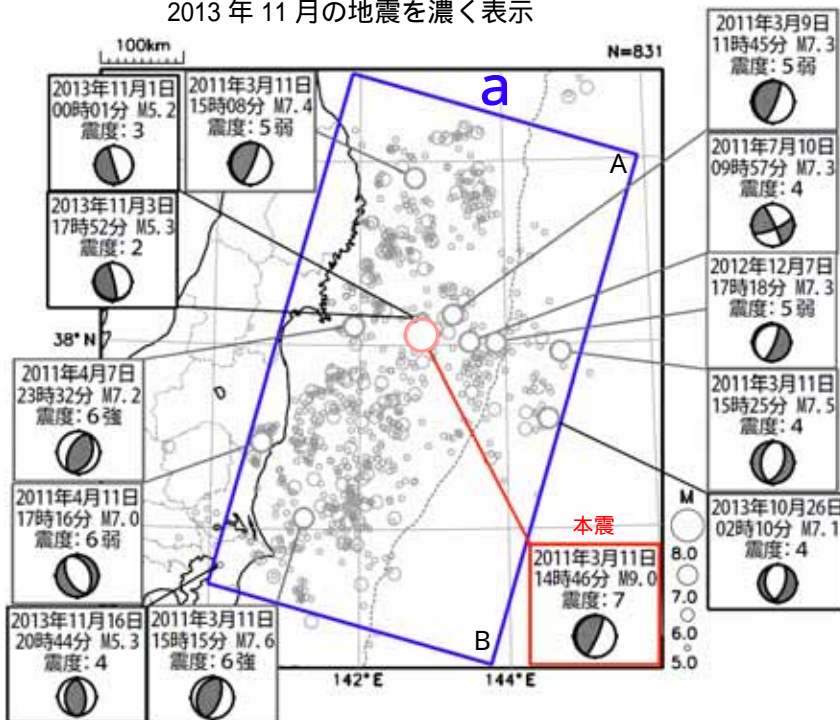 2013 年 11 月の地震を濃く表示
100km
N=831
a
A
B
2013年11月1日
00時01分 M5.2
震度：3
2011年3月11日
15時08分 M7.4
震度：5弱
2013年11月3日
17時52分 M5.3
震度：2
38°N
2011年4月7日
23時32分 M7.2
震度：6強
2011年4月11日
17時16分 M7.0
震度：6弱
2013年11月16日
20時44分 M5.3
震度：4
2011年3月11日
15時15分 M7.6
震度：6強
2011年3月9日
11時45分 M7.3
震度：5弱
2011年7月10日
09時57分 M7.3
震度：4
2012年12月7日
17時18分 M7.3
震度：5弱
2011年3月11日
15時25分 M7.5
震度：4
2013年10月26日
02時10分 M7.1
震度：4
本震
2011年3月11日
14時46分 M9.0
震度：7
M
8.0
7.0
6.0
5.0
142°E
144°E